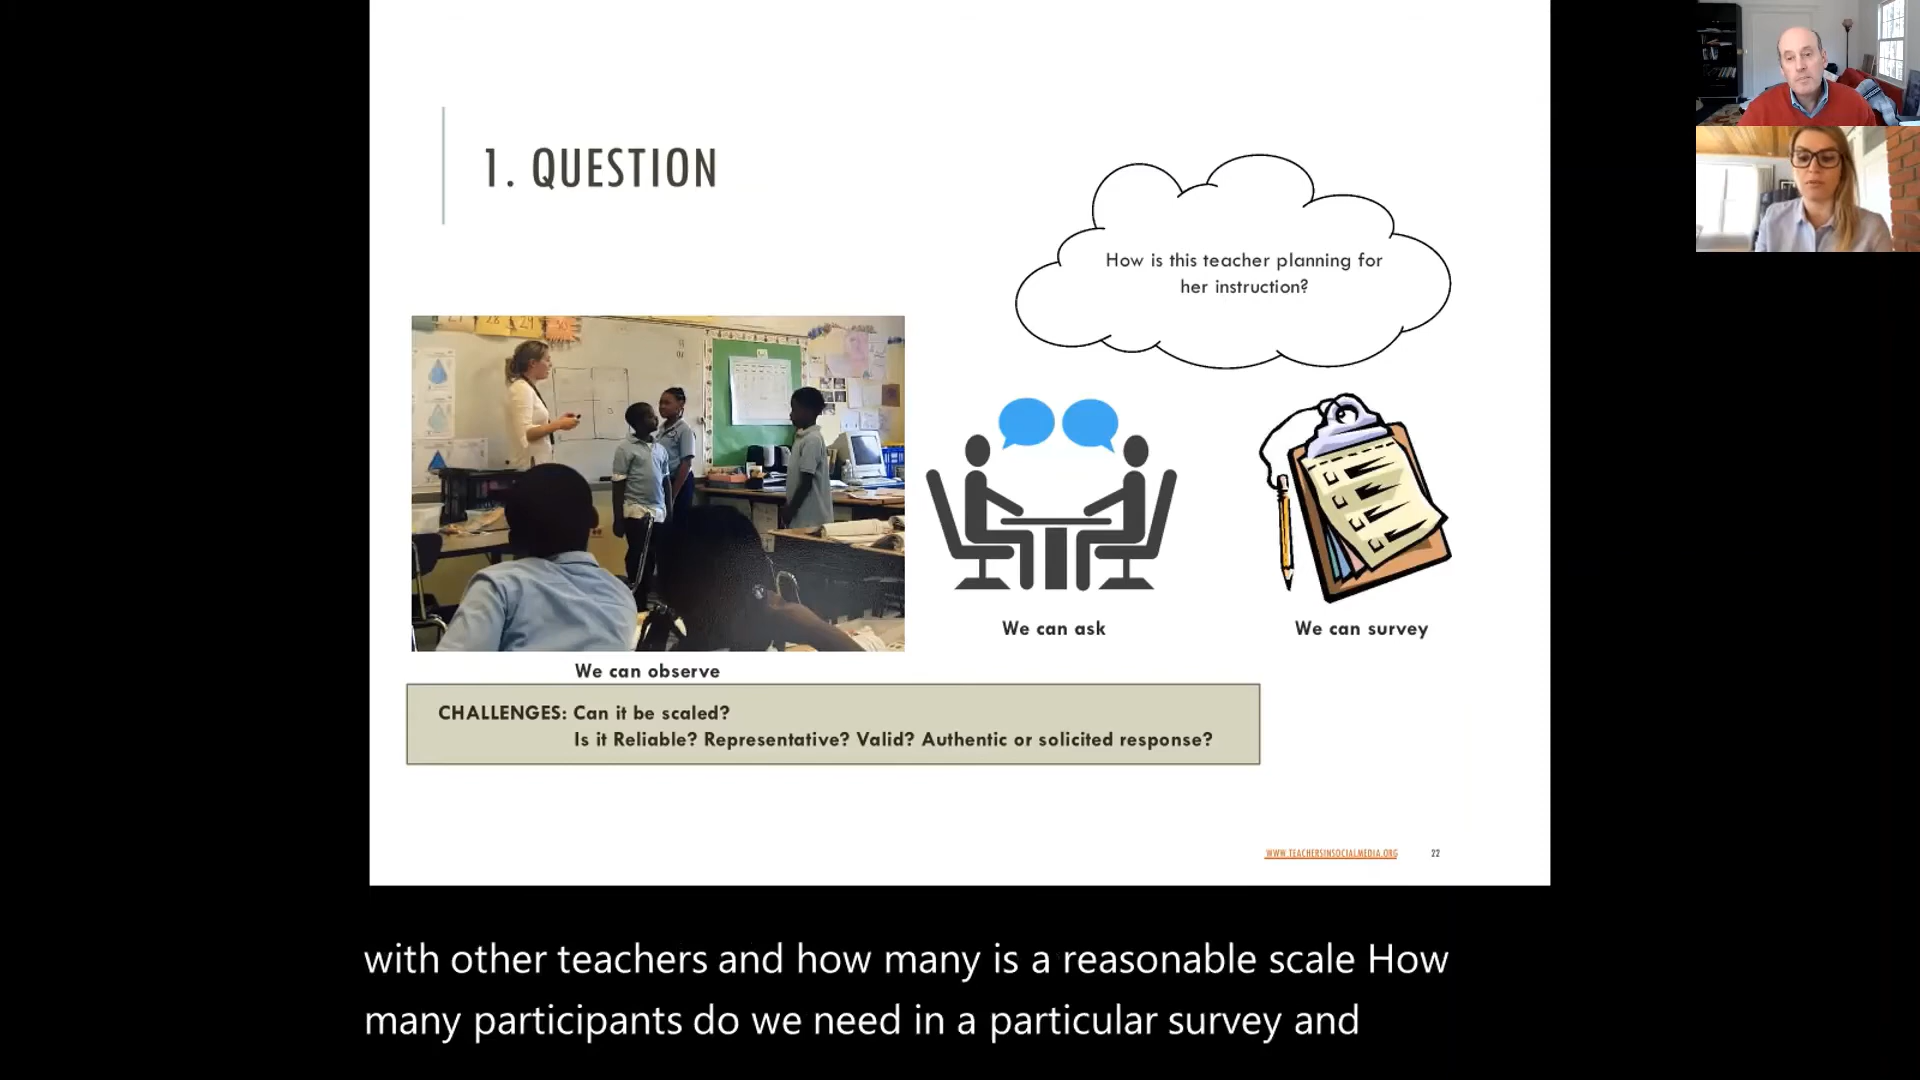 1. QUESTION
How is this teacher planning for
her instruction?
We can ask
We can survey
We can observe
CHALLENGES: Can it be scaled?
Is it Reliable? Representative? Valid? Authentic or solicited response?
WWW.TEACHERSINSOCIALMEDIA.ORG
22
with other teachers and how many is a reasonable scale How
many participants do we need in a particular survey and